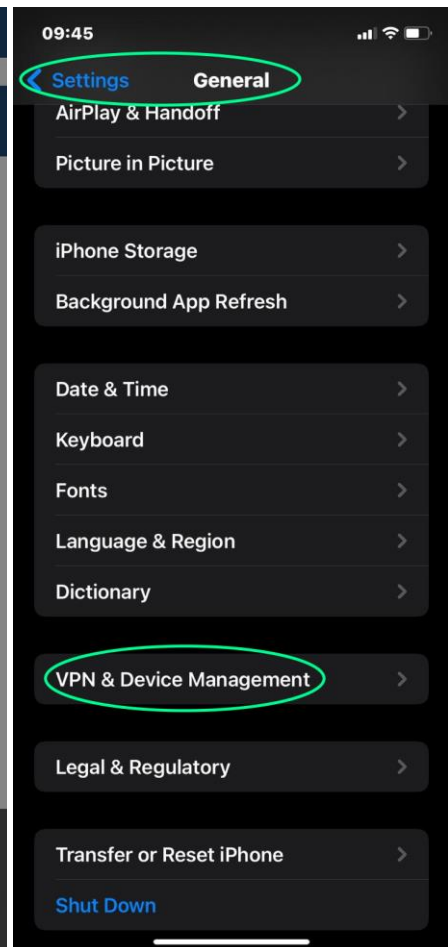 09:45
Settings General
AirPlay & Handoff
Picture in Picture
iPhone Storage
Background App Refresh
Date & Time
Keyboard
Fonts
Language & Region
Dictionary
VPN & Device Management
Legal & Regulatory
Transfer or Reset iPhone
Shut Down